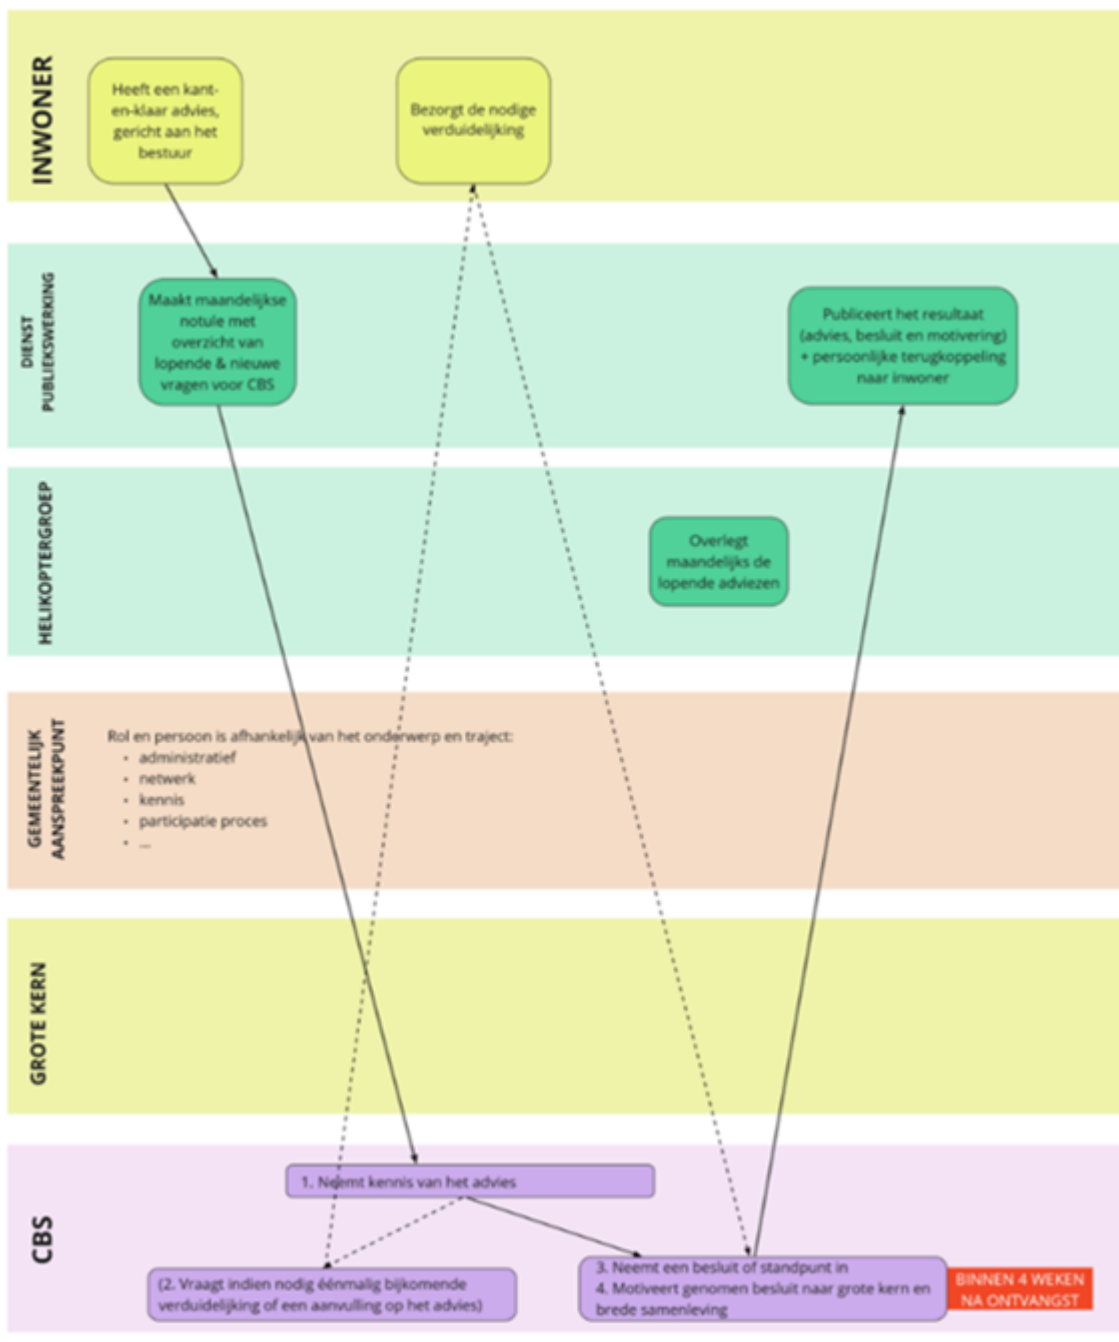 INWONER
Heeft een kant-
en-klaar advies,
gericht aan het
bestuur
Bezorgt de nodige
verduidelijking
DIENST
PUBLIEKSWERKING
Maakt maandelijkse
notule met
overzicht van
lopende & nieuwe
vragen voor CBS
Publiceert het resultaat
(advies, besluit en motivering)
+ persoonlijke terugkoppeling
naar inwoner
HELIKOPTERGROEP
Overlegt
maandelijks de
lopende adviezen
GEMEENTELIJK
AANSPREEKPUNT
Rol en persoon is afhankelijk van het onderwerp en traject:
• administratief
• netwerk
• kennis
• participatie proces
• ...
GROTE KERN
CBS
1. Neemt kennis van het advies
(2. Vraagt indien nodig éénmalig bijkomende
verduidelijking of een aanvulling op het advies)
3. Neemt een besluit of standpunt in
4. Motiveert genomen besluit naar grote kern en
brede samenleving
BINNEN 4 WEKEN
NA ONTVANGST